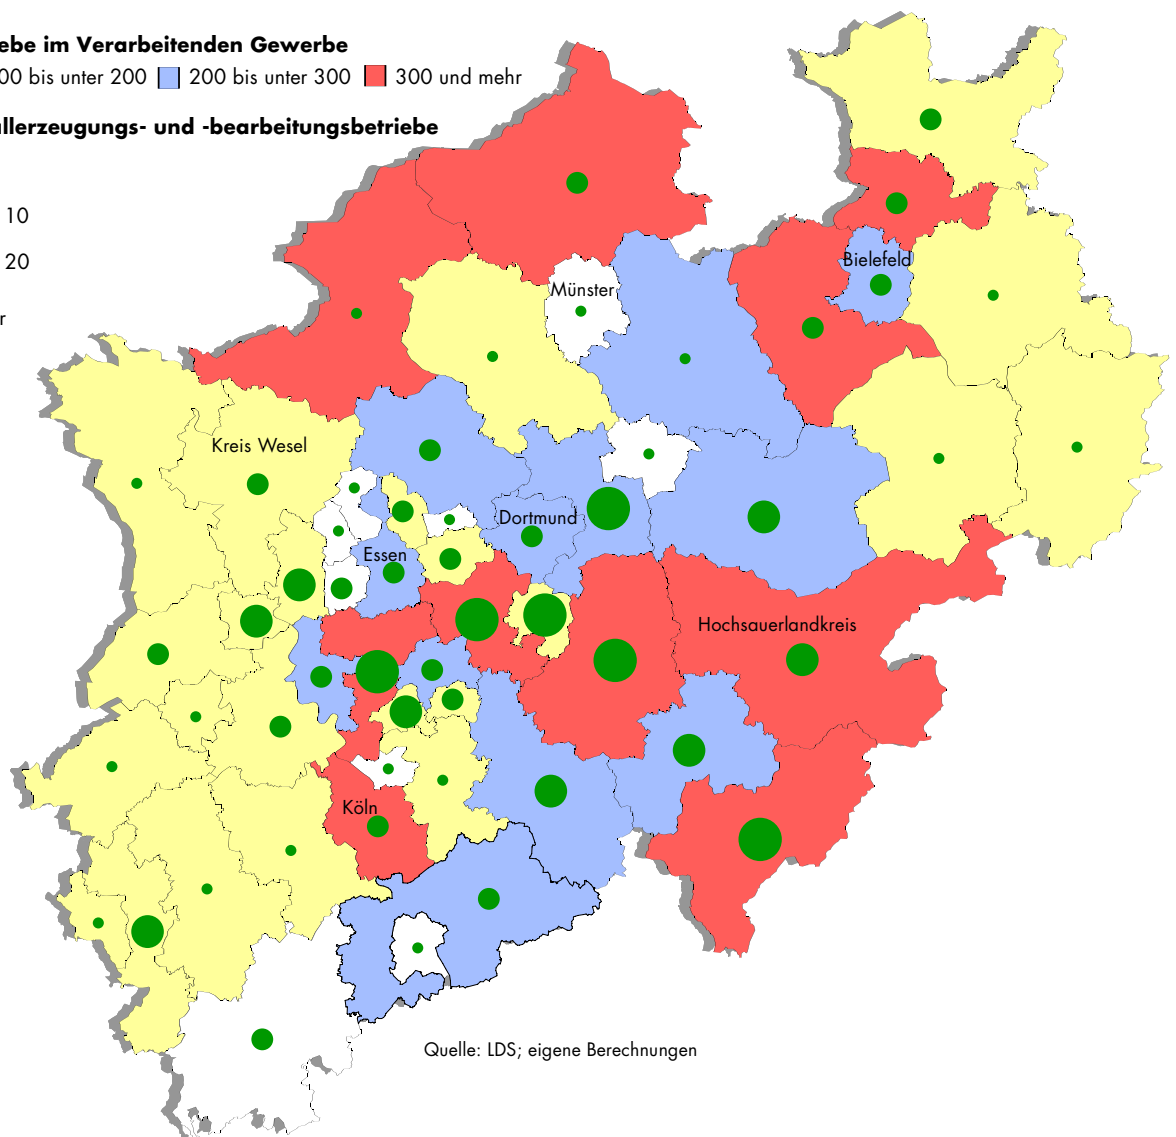 ebe im Verarbeitenden Gewerbe
00 bis unter 200 200 bis unter 300 300 und mehr
allerzeugungs- und -bearbeitungsbetriebe
10
20
r
Bielefeld
Münster
Kreis Wesel
Dortmund
Essen
Hochsauerlandkreis
Köln
Quelle: LDS; eigene Berechnungen